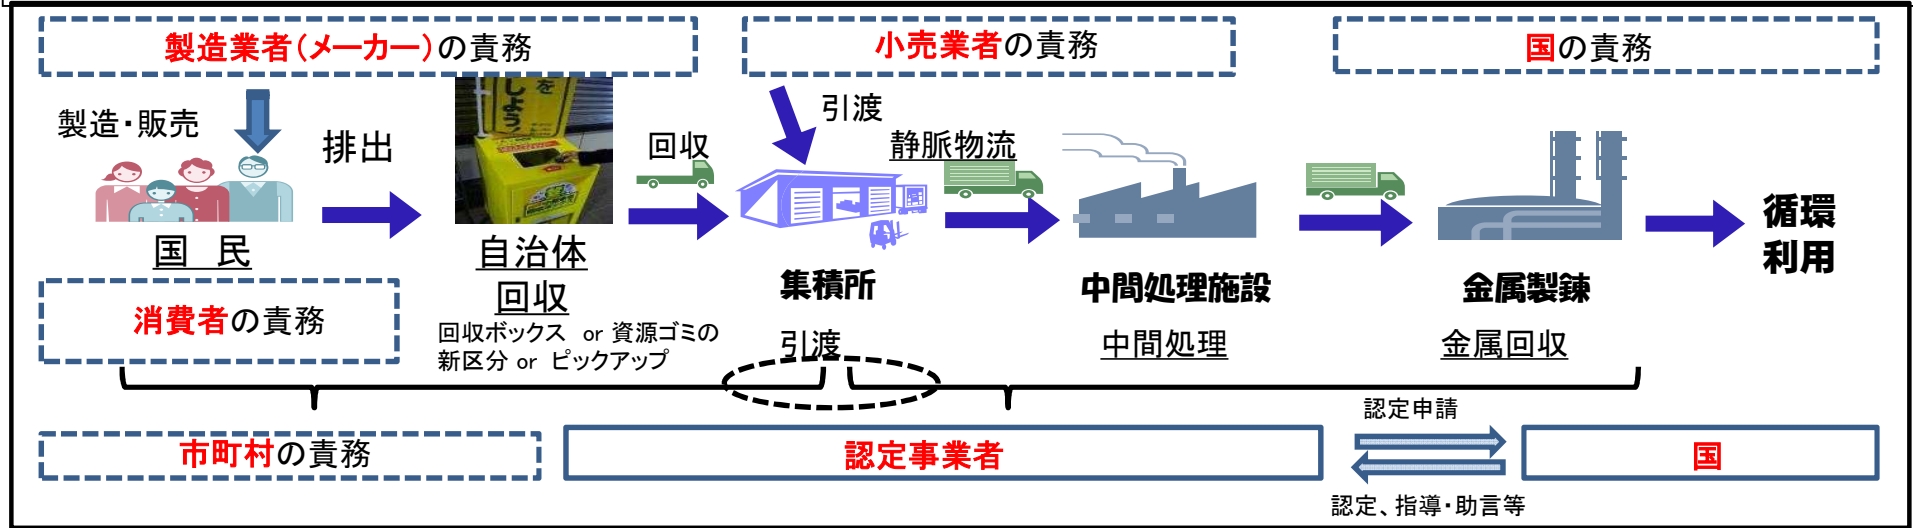 製造業者(メーカー)の責務
小売業者の責務
国の責務
製造・販売
排出
を
しよう
回収
引渡
静脈物流
国 民
自治体
回収
回収ボックス or 資源ゴミの
新区分 or ピックアップ
集積所
引渡
中間処理施設
中間処理
金属製錬
金属回収
循環
利用
消費者の責務
市町村の責務
認定事業者
認定申請
認定、指導・助言等
国